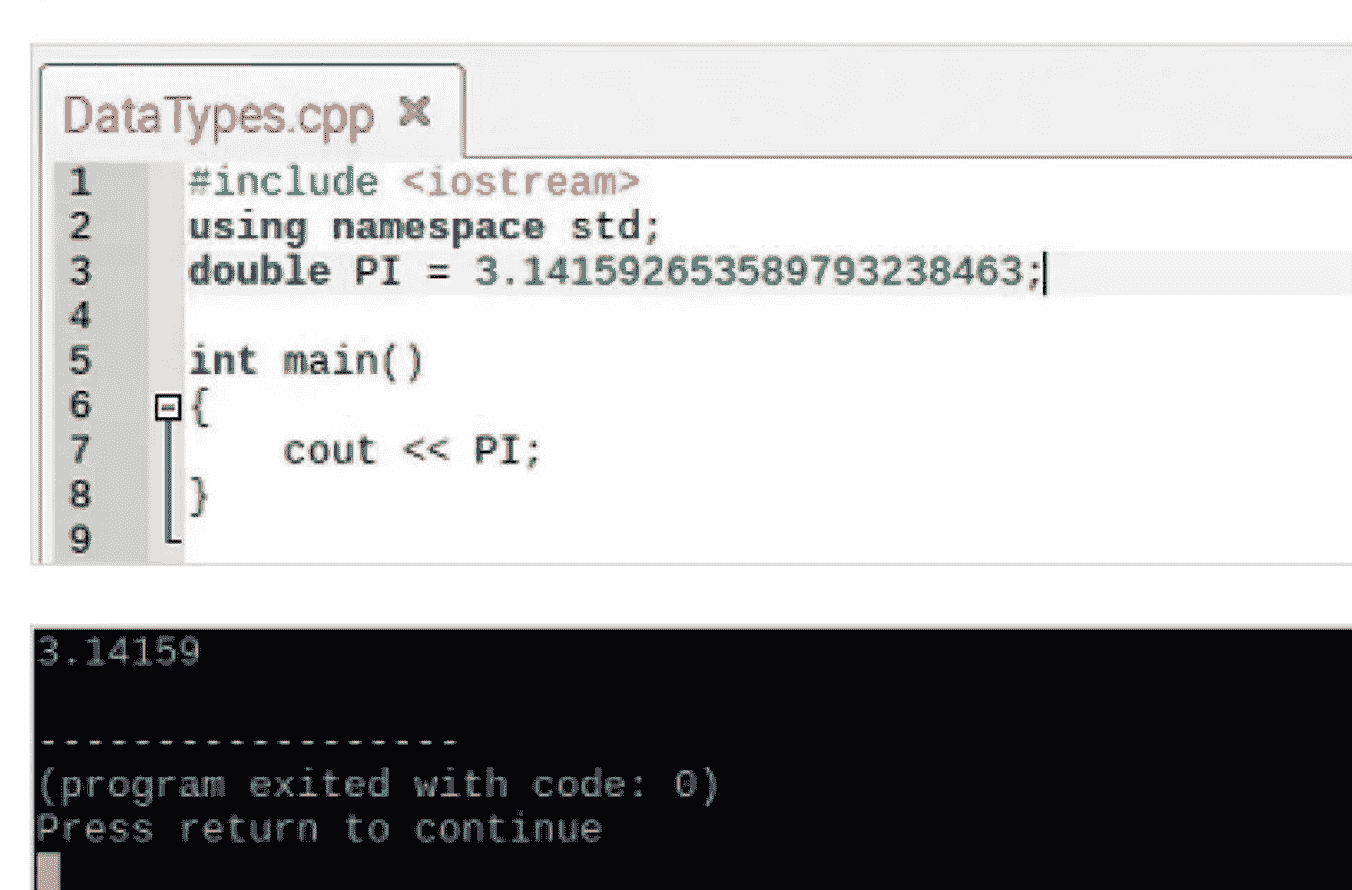 DataTypes.cpp ×
1 #include <iostream>
2 using namespace std;
3 double PI = 3.141592653589793238463;
4
5 int main()
6 {
7 cout << PI;
8 }
9
3.14159
------------------
(program exited with code: 0)
Press return to continue